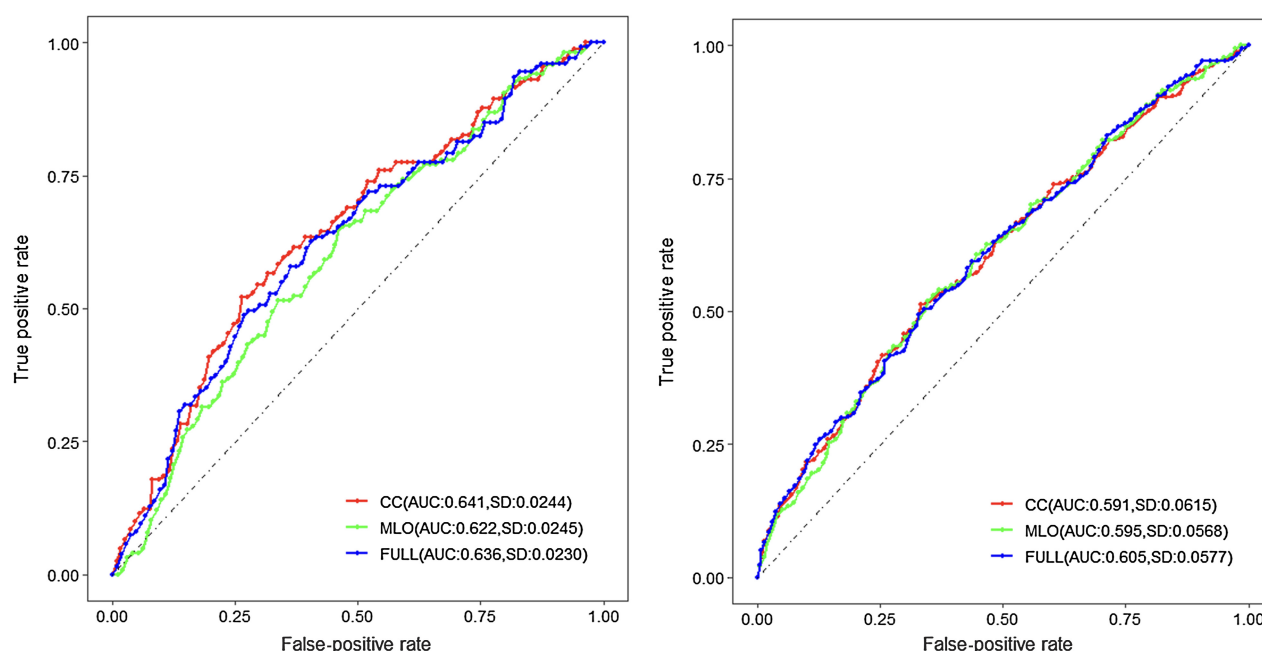 1.00
0.75
0.50
0.25
0.00
True positive rate
CC(AUC:0.641,SD:0.0244)
MLO(AUC:0.622,SD:0.0245)
FULL(AUC:0.636,SD:0.0230)
0.00 0.25 0.50 0.75 1.00
False-positive rate
1.00
0.75
0.50
0.25
0.00
True positive rate
CC(AUC:0.591,SD:0.0615)
MLO(AUC:0.595,SD:0.0568)
FULL(AUC:0.605,SD:0.0577)
0.00 0.25 0.50 0.75 1.00
False-positive rate